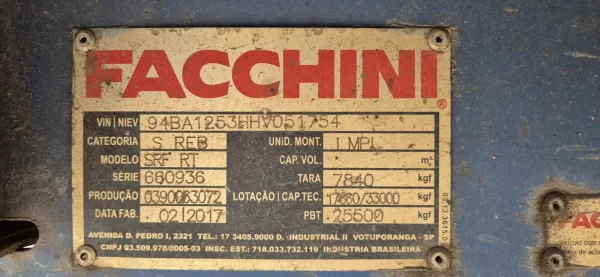 FACCHINI®
VIN | NIEV 94BA1253HHV051754
CATEGORIA S REB UNID. MONT. IMPL
MODELO SRF RT CAP. VOL. m³
SÉRIE 660936 TARA 7840 kgf
PRODUÇÃO 0390063072 LOTAÇÃO | CAP.TEC. 17660/33000 kgf
DATA FAB. 02/2017 PBT 25500 kgf
AVENIDA D. PEDRO I, 2321 TEL.: 17 3405.9000 D. INDUSTRIAL II VOTUPORANGA - SP
CNPJ 03.509.978/0005-03 INSC. EST.: 718.033.732.119 INDÚSTRIA BRASILEIRA
FAC